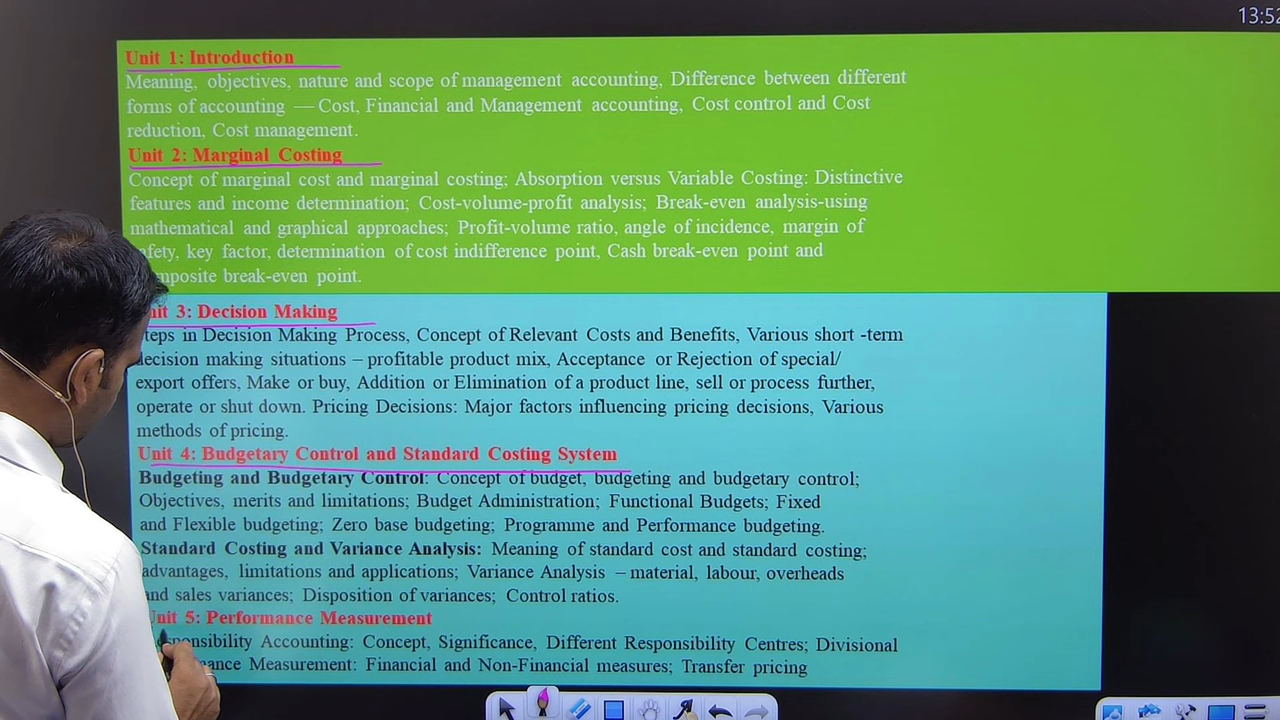 13:52
Unit 1: Introduction
Meaning, objectives, nature and scope of management accounting, Difference between different
forms of accounting — Cost, Financial and Management accounting, Cost control and Cost
reduction, Cost management.
Unit 2: Marginal Costing
Concept of marginal cost and marginal costing; Absorption versus Variable Costing: Distinctive
features and income determination; Cost-volume-profit analysis; Break-even analysis-using
mathematical and graphical approaches; Profit-volume ratio, angle of incidence, margin of
afety, key factor, determination of cost indifference point, Cash break-even point and
mposite break-even point.
nit 3: Decision Making
teps in Decision Making Process, Concept of Relevant Costs and Benefits, Various short -term
decision making situations – profitable product mix, Acceptance or Rejection of special/
export offers, Make or buy, Addition or Elimination of a product line, sell or process further,
operate or shut down. Pricing Decisions: Major factors influencing pricing decisions, Various
methods of pricing.
Unit 4: Budgetary Control and Standard Costing System
Budgeting and Budgetary Control: Concept of budget, budgeting and budgetary control;
Objectives, merits and limitations; Budget Administration; Functional Budgets; Fixed
and Flexible budgeting; Zero base budgeting; Programme and Performance budgeting.
Standard Costing and Variance Analysis: Meaning of standard cost and standard costing;
advantages, limitations and applications; Variance Analysis – material, labour, overheads
and sales variances; Disposition of variances; Control ratios.
Unit 5: Performance Measurement
esponsibility Accounting: Concept, Significance, Different Responsibility Centres; Divisional
mance Measurement: Financial and Non-Financial measures; Transfer pricing